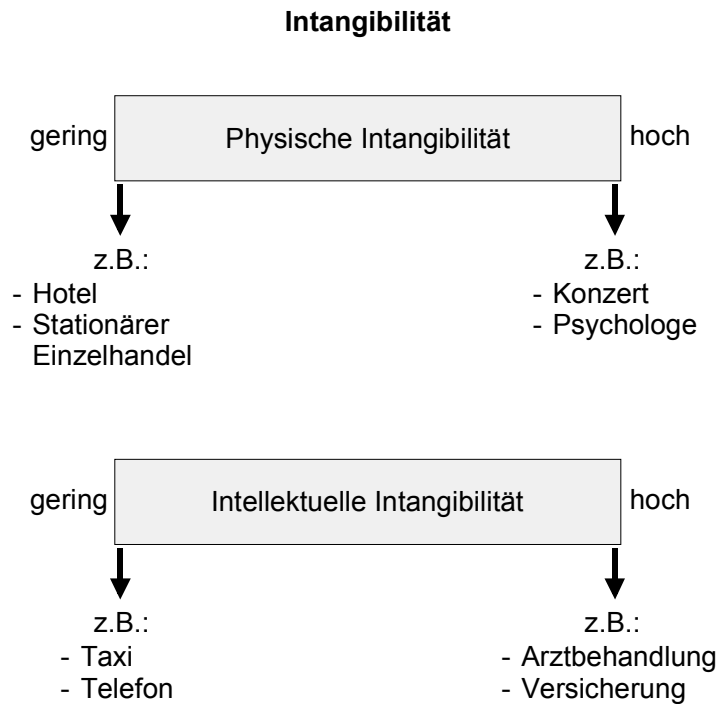 Intangibilität
gering Physische Intangibilität hoch
z.B.: z.B.:
- Hotel - Konzert
- Stationärer - Psychologe
Einzelhandel
gering Intellektuelle Intangibilität hoch
z.B.: z.B.:
- Taxi - Arztbehandlung
- Telefon - Versicherung